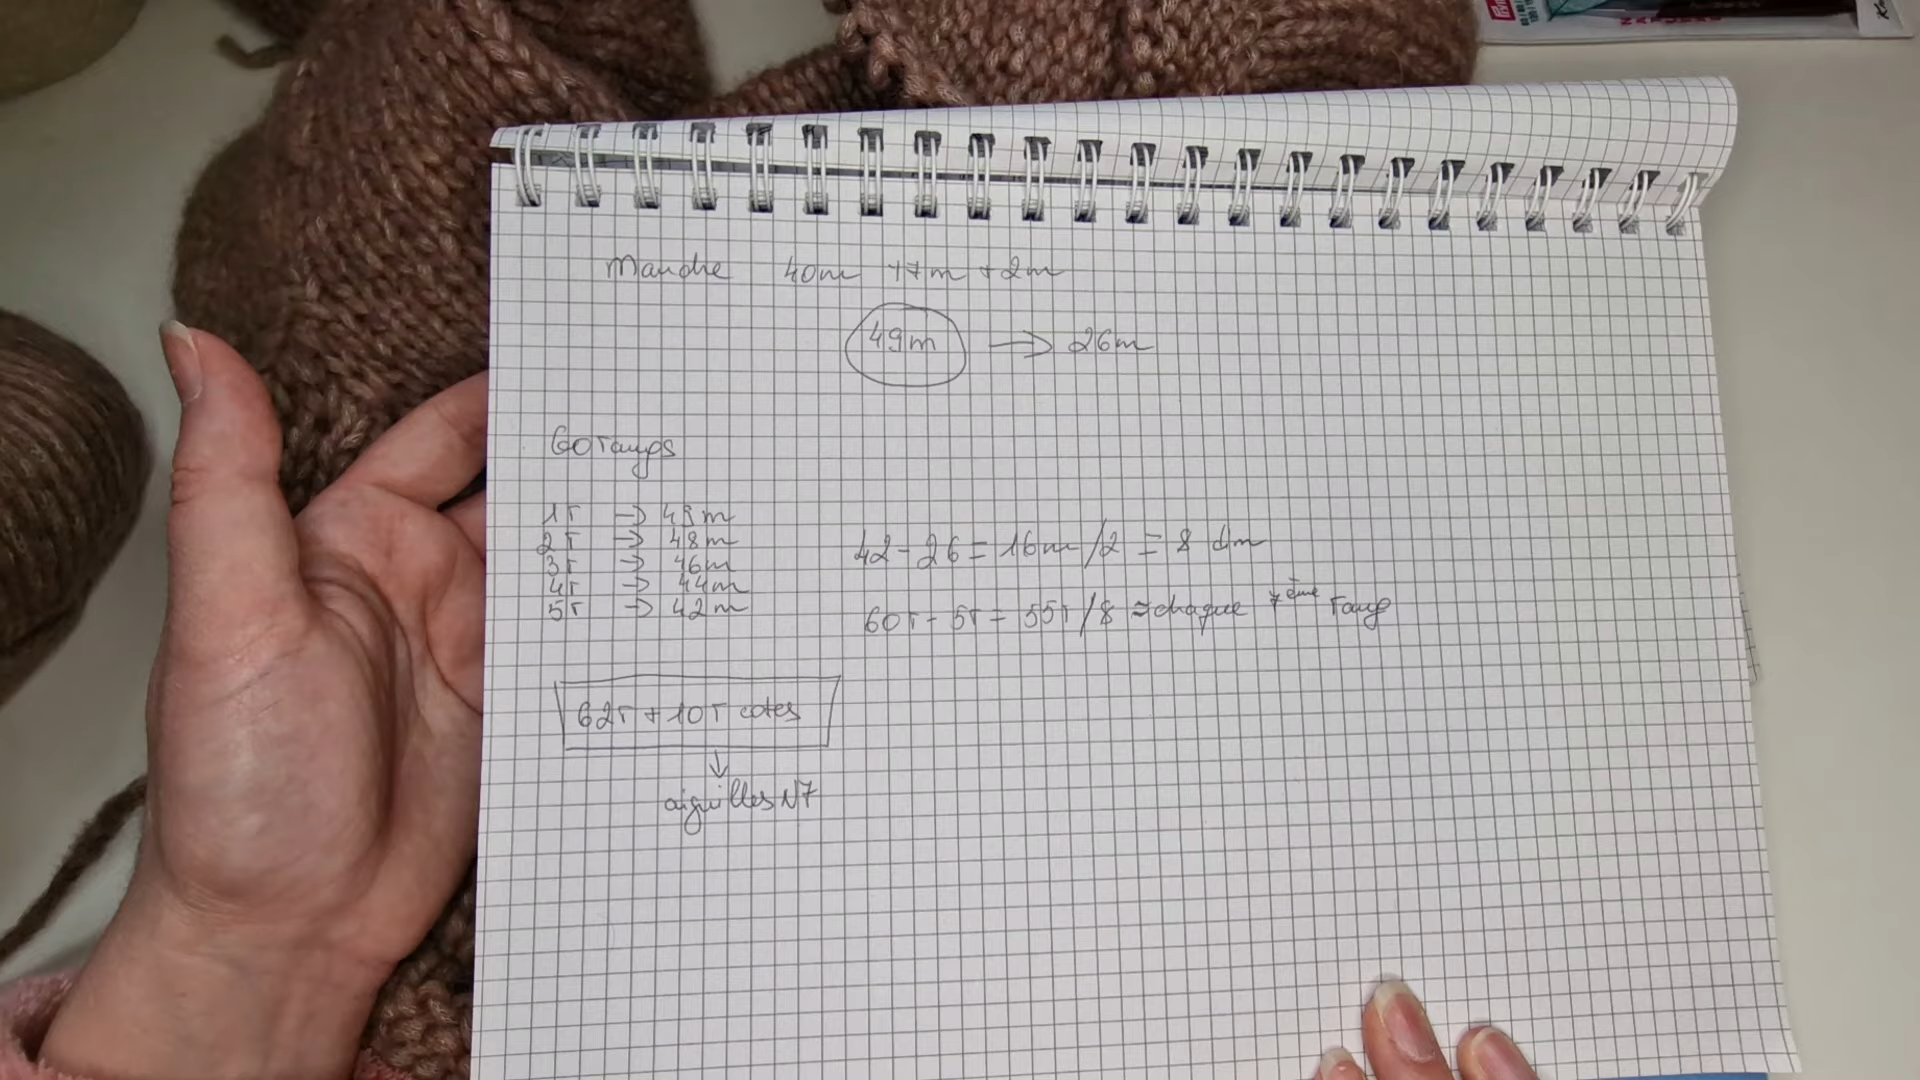 Manche 40m +7m +2m
49m → 26m
60 rangs
1r → 49m
2r → 48m
3r → 46m
4r → 44m
5r → 42m
42 - 26 = 16m /2 = 8 dm
60r - 5r = 55r /8 ≈ chaque 7ème rang
62r + 10r cotes
↓
aiguilles N7